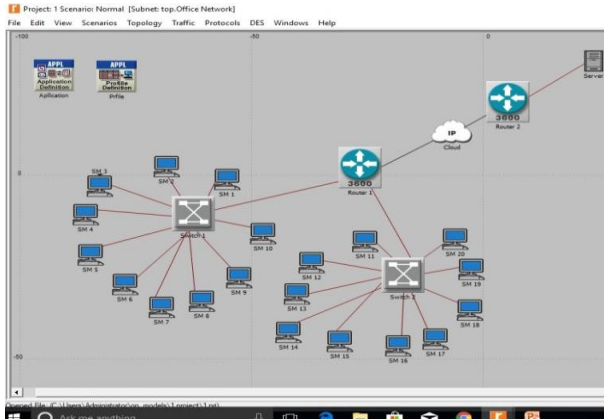 Project: 1 Scenario: Normal [Subnet: top.Office Network]
File Edit View Scenarios Topology Traffic Protocols DES Windows Help
-100 -50 0
APPL
Application
Definition
Apllication
APPL
Profile
Definition
Prfile
Server
3600
Router 2
IP
Cloud
3600
Router 1
0
SM 3
SM 2
SM 1
SM 4
Switch 1
SM 10
SM 5
SM 6
SM 7
SM 8
SM 9
SM 11
SM 20
SM 12
SM 19
SM 13
Switch 2
SM 14
SM 15
SM 16
SM 17
SM 18
-50
Ask me anything